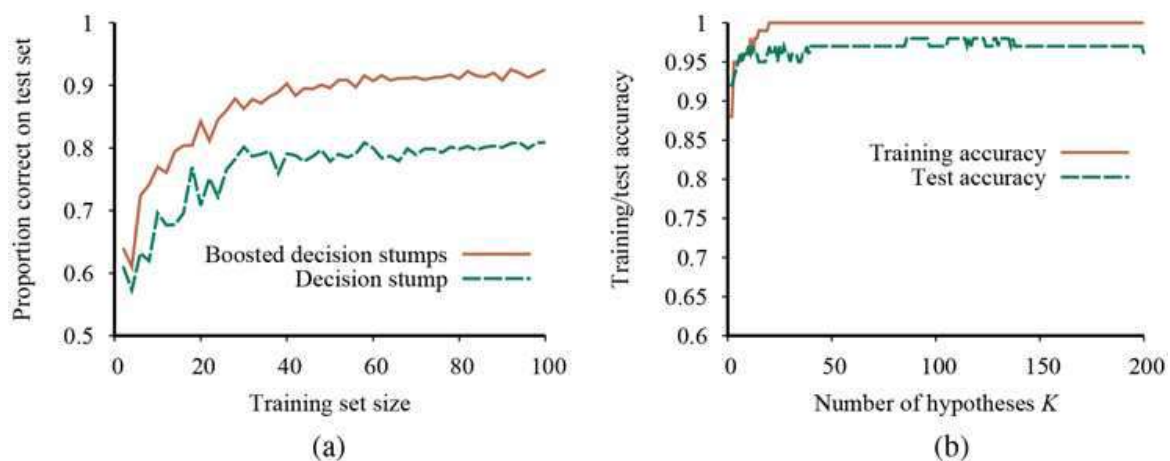 Proportion correct on test set
1
0.9
0.8
0.7
0.6
0.5
Boosted decision stumps
Decision stump
0 20 40 60 80 100
Training set size
(a)
Training/test accuracy
1
0.95
0.9
0.85
0.8
0.75
0.7
0.65
0.6
Training accuracy
Test accuracy
0 50 100 150 200
Number of hypotheses K
(b)